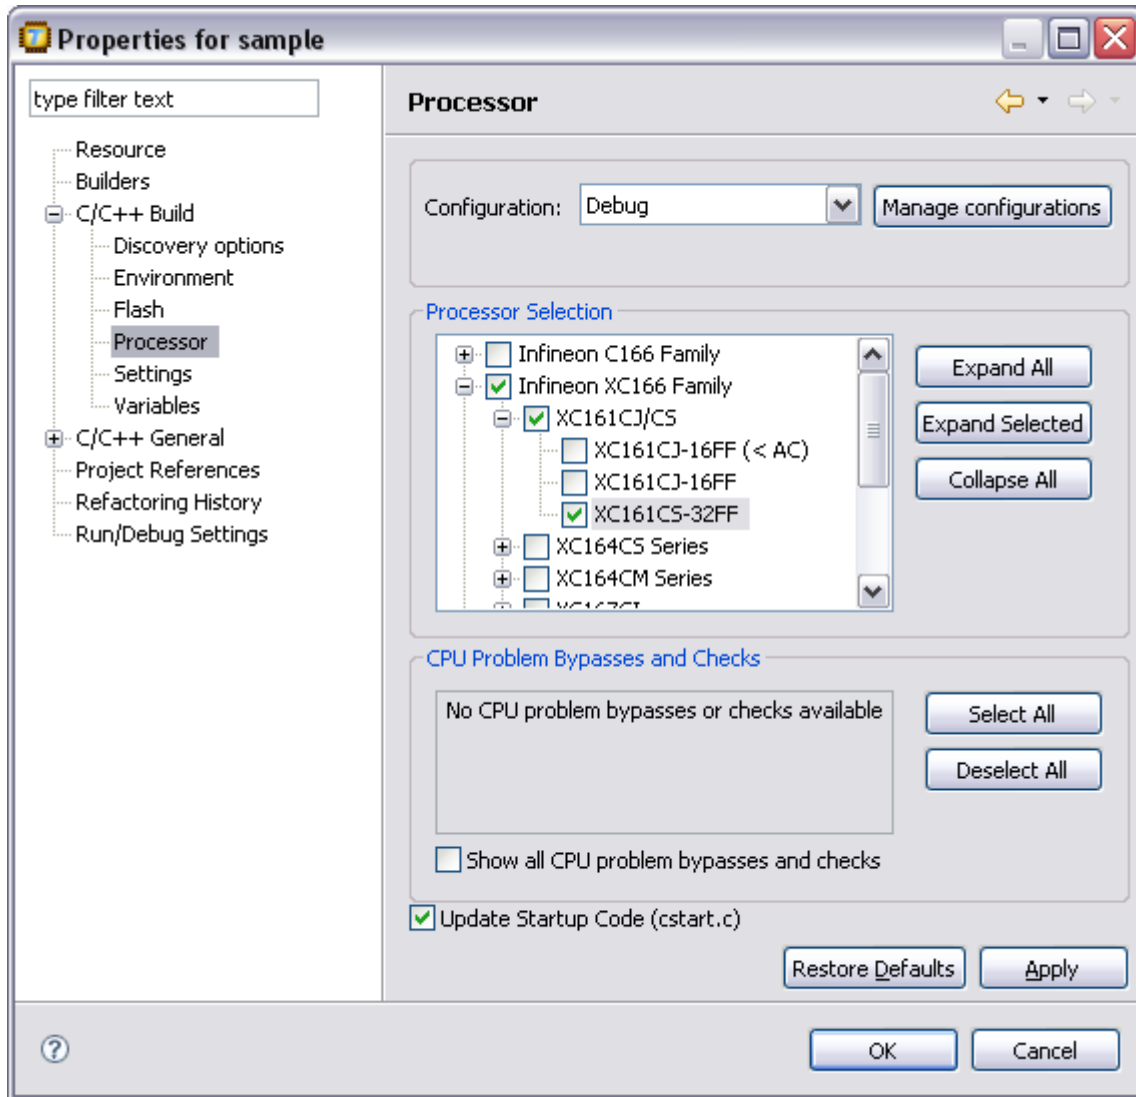 Properties for sample
type filter text
Resource
Builders
C/C++ Build
Discovery options
Environment
Flash
Processor
Settings
Variables
C/C++ General
Project References
Refactoring History
Run/Debug Settings
Processor
Configuration:
Debug
Manage configurations
Processor Selection
Infineon C166 Family
Infineon XC166 Family
XC161CJ/CS
XC161CJ-16FF (< AC)
XC161CJ-16FF
XC161CS-32FF
XC164CS Series
XC164CM Series
Expand All
Expand Selected
Collapse All
CPU Problem Bypasses and Checks
No CPU problem bypasses or checks available
Select All
Deselect All
Show all CPU problem bypasses and checks
Update Startup Code (cstart.c)
Restore Defaults
Apply
OK
Cancel